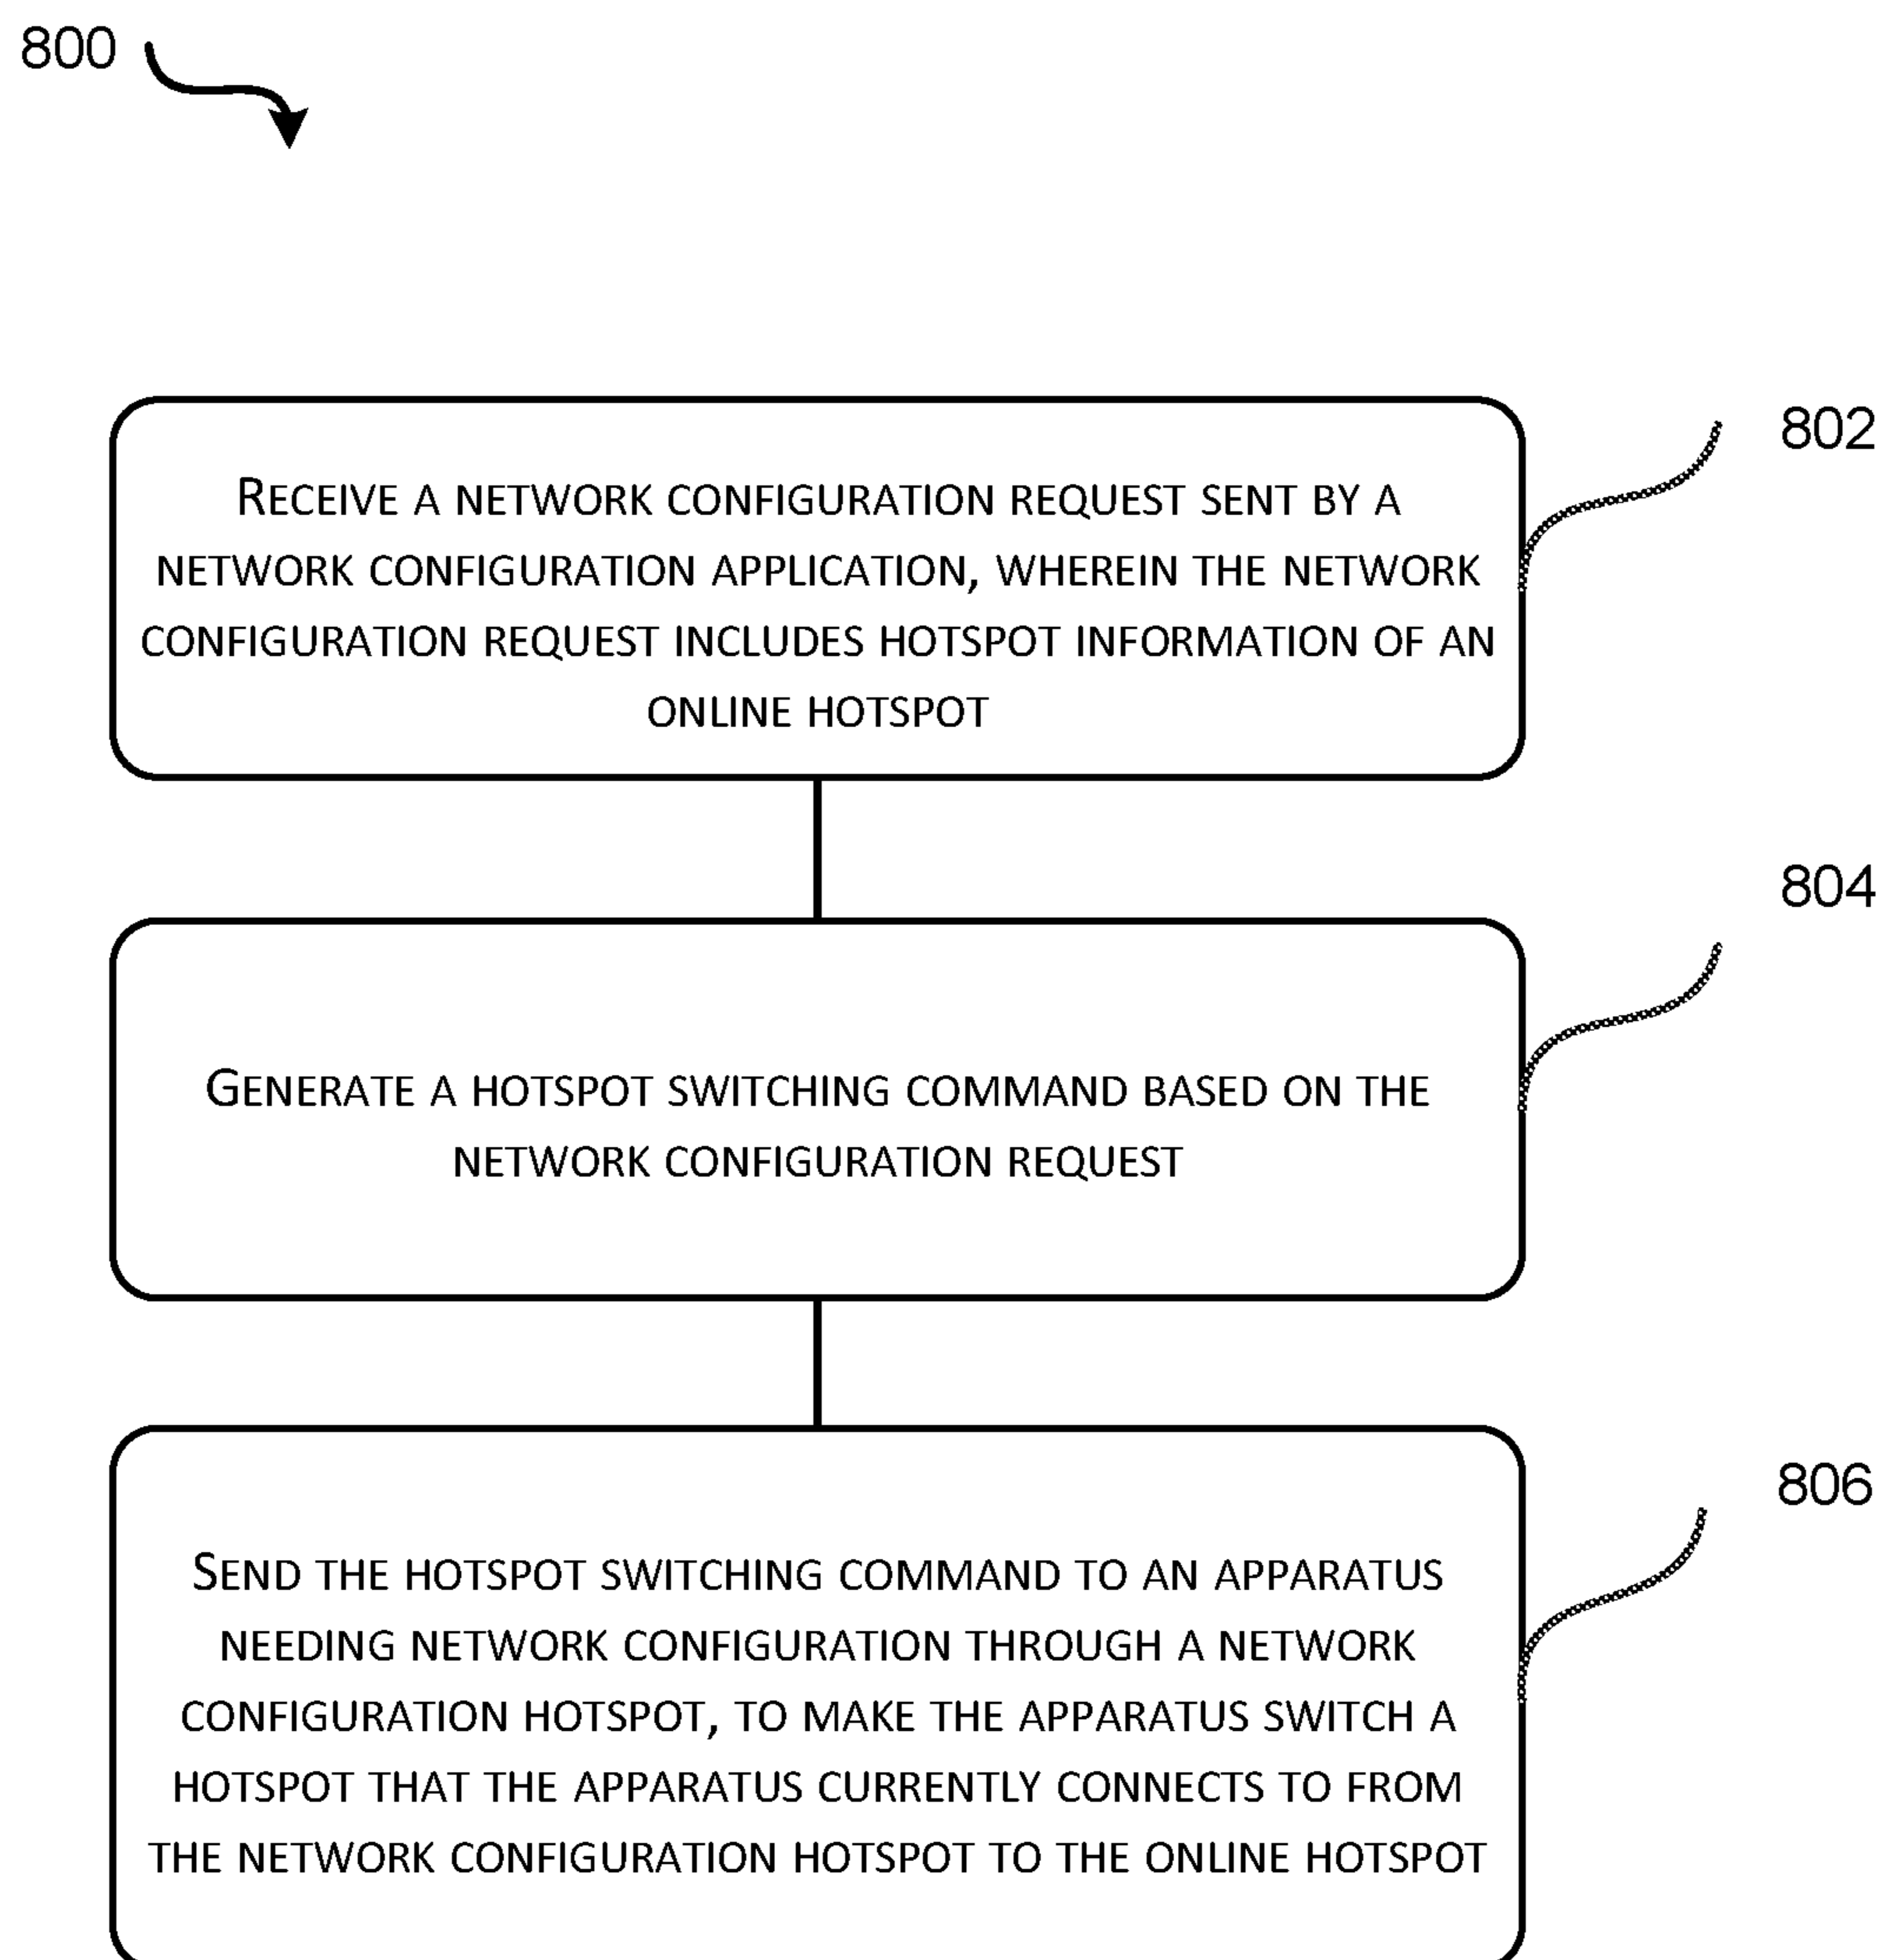 800
802
RECEIVE A NETWORK CONFIGURATION REQUEST SENT BY A
NETWORK CONFIGURATION APPLICATION, WHEREIN THE NETWORK
CONFIGURATION REQUEST INCLUDES HOTSPOT INFORMATION OF AN
ONLINE HOTSPOT
804
GENERATE A HOTSPOT SWITCHING COMMAND BASED ON THE
NETWORK CONFIGURATION REQUEST
806
SEND THE HOTSPOT SWITCHING COMMAND TO AN APPARATUS
NEEDING NETWORK CONFIGURATION THROUGH A NETWORK
CONFIGURATION HOTSPOT, TO MAKE THE APPARATUS SWITCH A
HOTSPOT THAT THE APPARATUS CURRENTLY CONNECTS TO FROM
THE NETWORK CONFIGURATION HOTSPOT TO THE ONLINE HOTSPOT